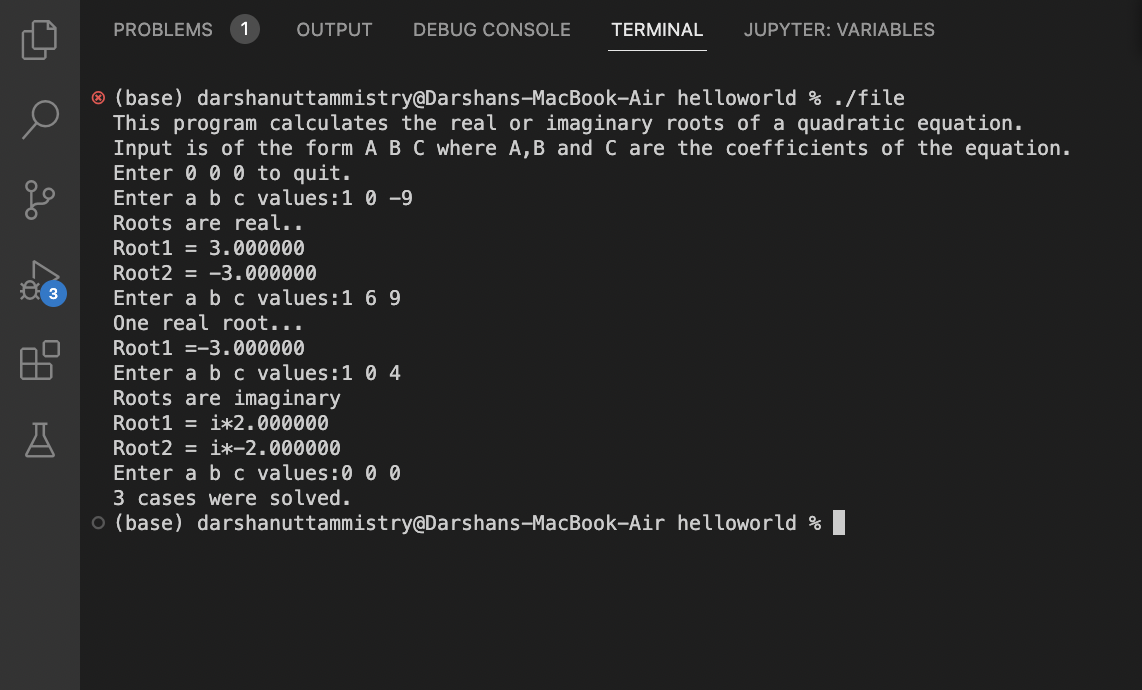 PROBLEMS 1 OUTPUT DEBUG CONSOLE TERMINAL JUPYTER: VARIABLES
(base) darshanuttammistry@Darshans-MacBook-Air helloworld % ./file
This program calculates the real or imaginary roots of a quadratic equation.
Input is of the form A B C where A,B and C are the coefficients of the equation.
Enter 0 0 0 to quit.
Enter a b c values:1 0 -9
Roots are real..
Root1 = 3.000000
Root2 = -3.000000
Enter a b c values:1 6 9
One real root...
Root1 =-3.000000
Enter a b c values:1 0 4
Roots are imaginary
Root1 = i*2.000000
Root2 = i*-2.000000
Enter a b c values:0 0 0
3 cases were solved.
(base) darshanuttammistry@Darshans-MacBook-Air helloworld %
3